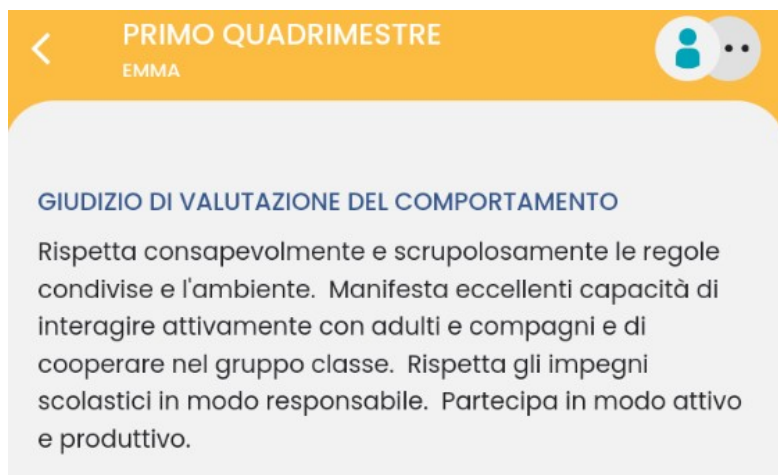 PRIMO QUADRIMESTRE
EMMA
GIUDIZIO DI VALUTAZIONE DEL COMPORTAMENTO
Rispetta consapevolmente e scrupolosamente le regole
condivise e l'ambiente. Manifesta eccellenti capacità di
interagire attivamente con adulti e compagni e di
cooperare nel gruppo classe. Rispetta gli impegni
scolastici in modo responsabile. Partecipa in modo attivo
e produttivo.